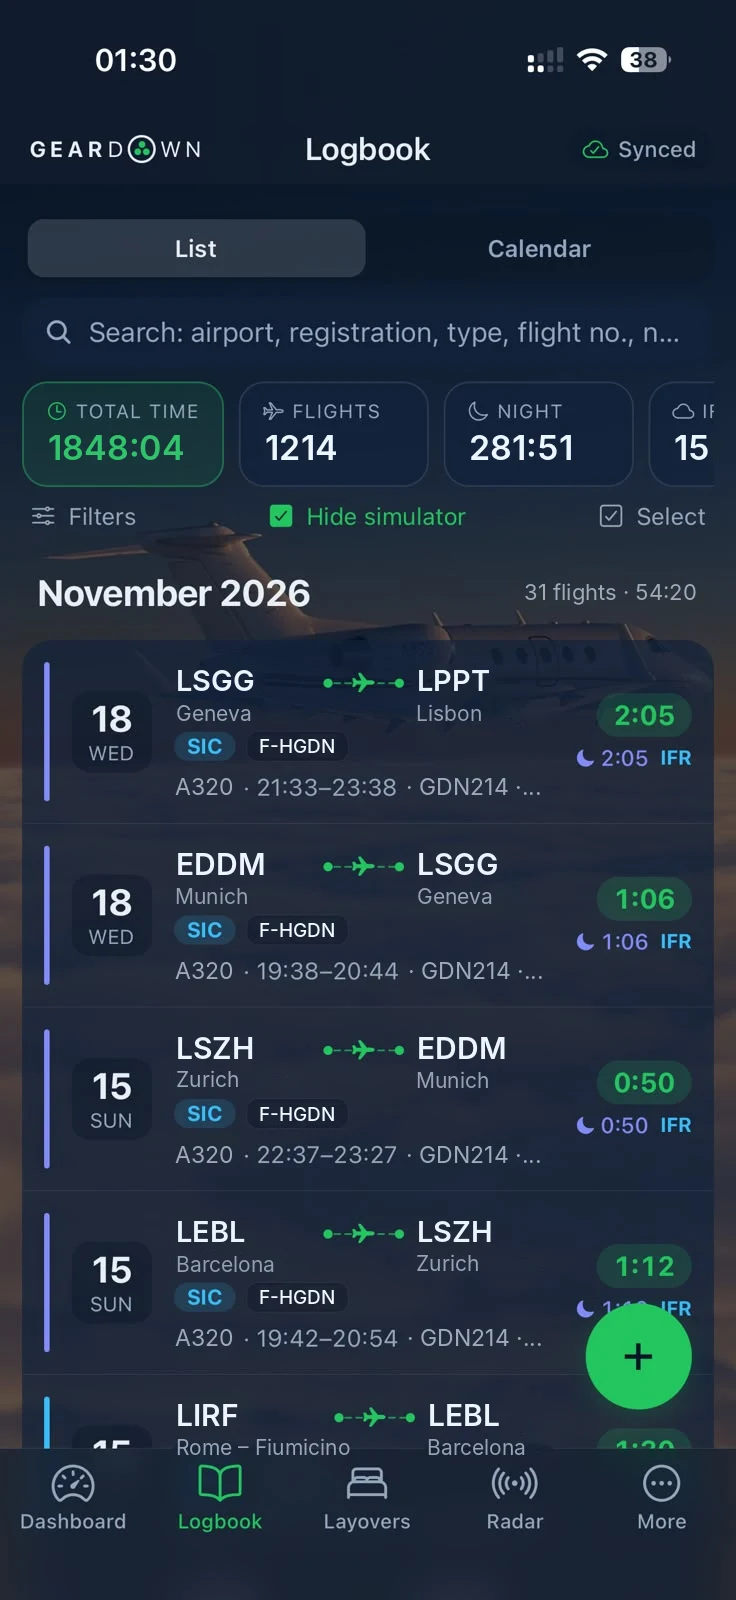 01:30
38
GEARDOWN
Logbook
Synced
List
Calendar
Search: airport, registration, type, flight no., n...
TOTAL TIME
1848:04
FLIGHTS
1214
NIGHT
281:51
15
Filters
Hide simulator
Select
November 2026
31 flights · 54:20
18
WED
LSGG
Geneva
LPPT
Lisbon
SIC
F-HGDN
A320 · 21:33–23:38 · GDN214 ·...
2:05
2:05 IFR
18
WED
EDDM
Munich
LSGG
Geneva
SIC
F-HGDN
A320 · 19:38–20:44 · GDN214 ·...
1:06
1:06 IFR
15
SUN
LSZH
Zurich
EDDM
Munich
SIC
F-HGDN
A320 · 22:37–23:27 · GDN214 ·...
0:50
0:50 IFR
15
SUN
LEBL
Barcelona
LSZH
Zurich
SIC
F-HGDN
A320 · 19:42–20:54 · GDN214 ·...
1:12
IFR
+
15
LIRF
Rome – Fiumicino
LEBL
Barcelona
Dashboard
Logbook
Layovers
Radar
More